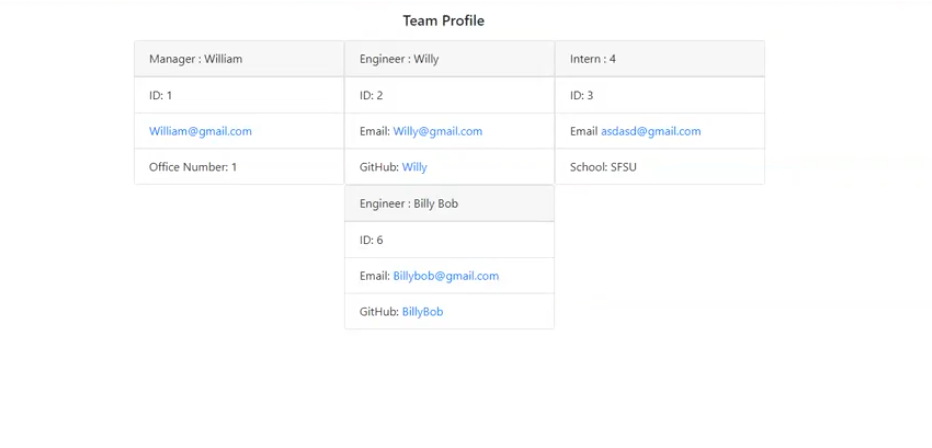 Team Profile
Manager : William
ID: 1
William@gmail.com
Office Number: 1
Engineer : Willy
ID: 2
Email: Willy@gmail.com
GitHub: Willy
Engineer : Billy Bob
ID: 6
Email: Billybob@gmail.com
GitHub: BillyBob
Intern : 4
ID: 3
Email asdasd@gmail.com
School: SFSU